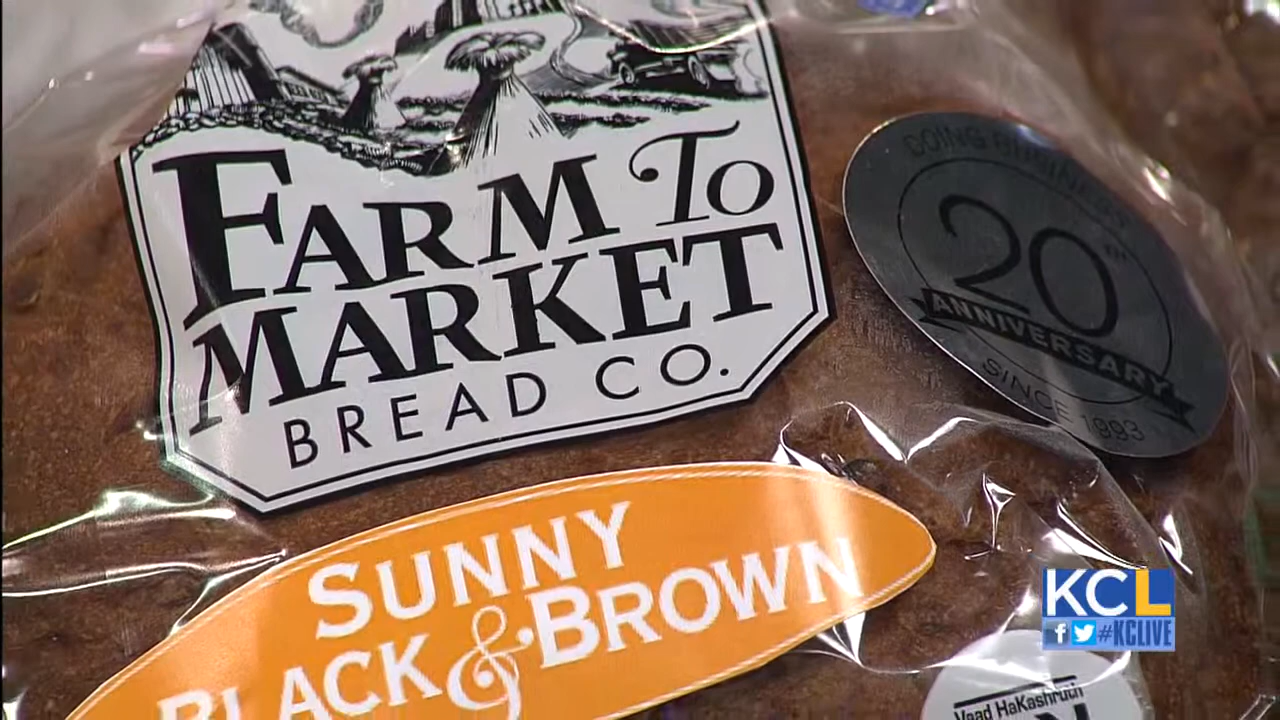 FARM TO
MARKET
BREAD CO.
DOING BUSINESS
20TH
ANNIVERSARY
SINCE 1993
SUNNY
BLACK & BROWN
KCL
#KCLIVE
Vaad HaKashruth